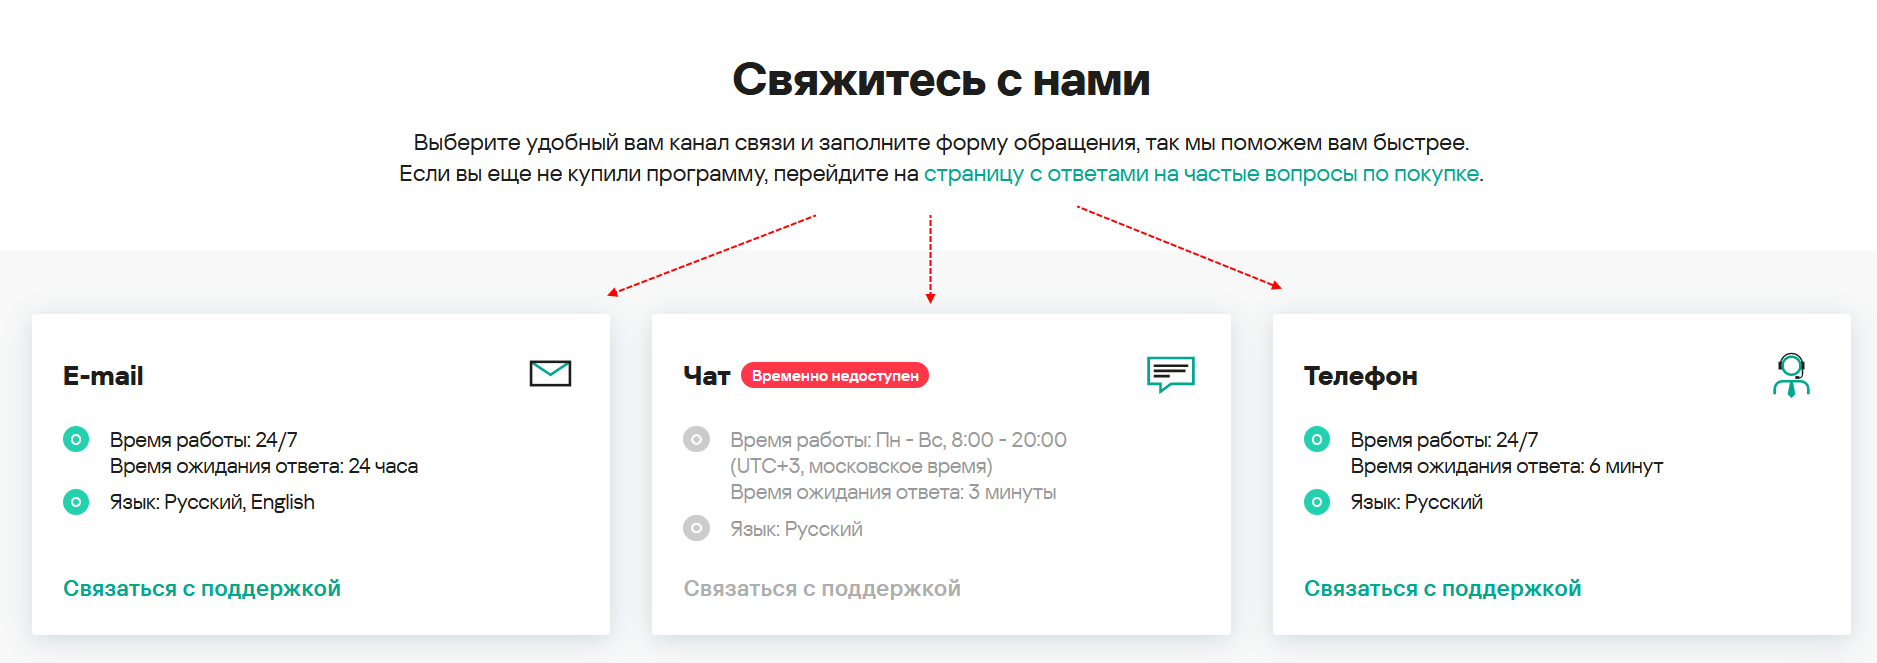 Свяжитесь с нами
Выберите удобный вам канал связи и заполните форму обращения, так мы поможем вам быстрее.
Если вы еще не купили программу, перейдите на страницу с ответами на частые вопросы по покупке.
E-mail
Время работы: 24/7
Время ожидания ответа: 24 часа
Язык: Русский, English
Связаться с поддержкой
Чат Временно недоступен
Время работы: Пн - Вс, 8:00 - 20:00
(UTC+3, московское время)
Время ожидания ответа: 3 минуты
Язык: Русский
Связаться с поддержкой
Телефон
Время работы: 24/7
Время ожидания ответа: 6 минут
Язык: Русский
Связаться с поддержкой